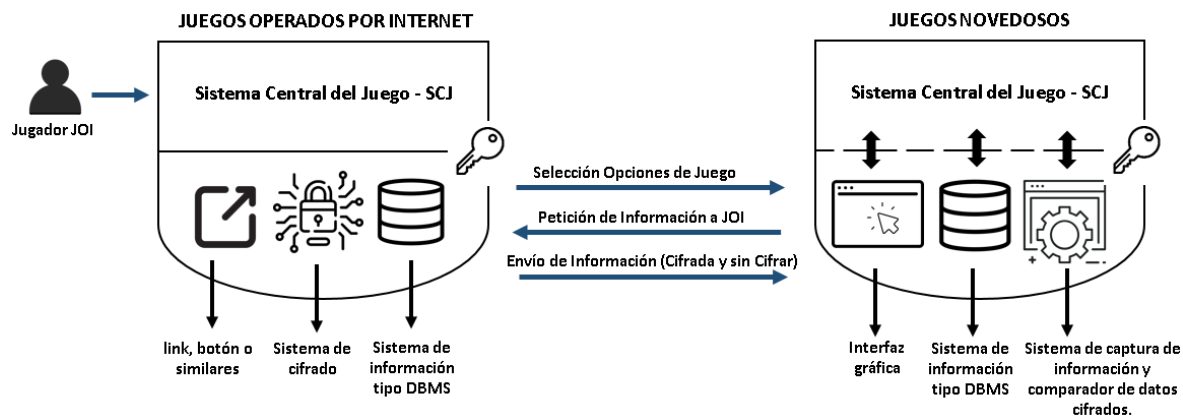 JUEGOS OPERADOS POR INTERNET
JUEGOS NOVEDOSOS
Sistema Central del Juego - SCJ
Sistema Central del Juego - SCJ
Jugador JOI
Selección Opciones de Juego
Petición de Información a JOI
Envío de Información (Cifrada y sin Cifrar)
link, botón o
similares
Sistema de
cifrado
Sistema de
información
tipo DBMS
Interfaz
gráfica
Sistema de
información
tipo DBMS
Sistema de captura de
información y
comparador de datos
cifrados.